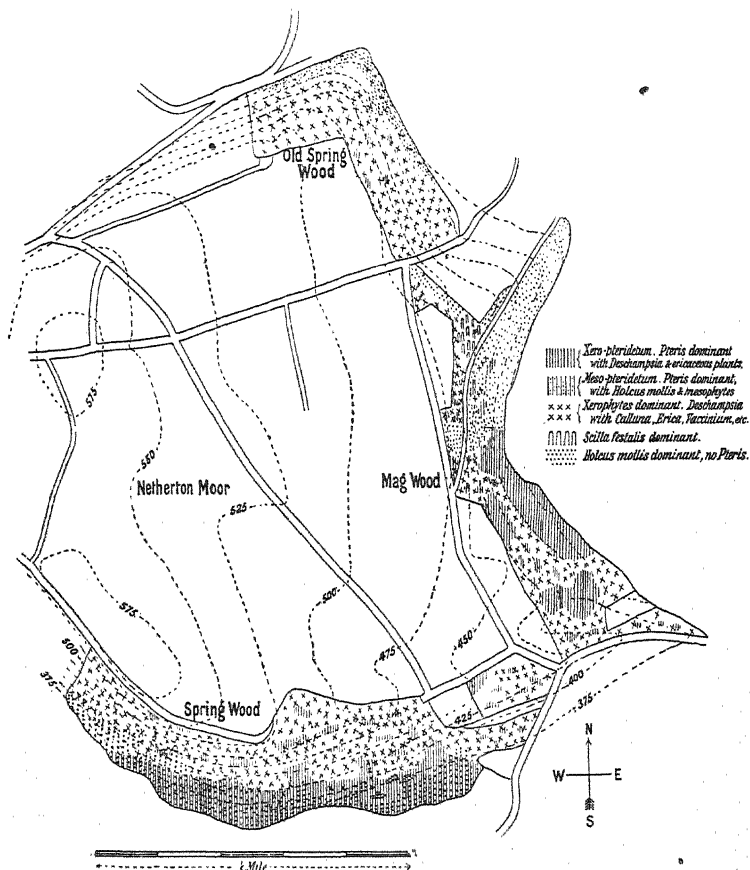 Old Spring
Wood
Xero-pteridetum. Pteris dominant
with Deschampsia & ericaceous plants.
Meso-pteridetum. Pteris dominant,
with Holcus mollis & mesophytes
Xerophytes dominant. Deschampsia
with Calluna, Erica, Vaccinium, etc.
Scilla festalis dominant.
Holcus mollis dominant, no Pteris.
575
550
Netherton Moor
Mag Wood
525
500
575
450
475
500
375
Spring Wood
425
400
375
N
W E
S
Mile